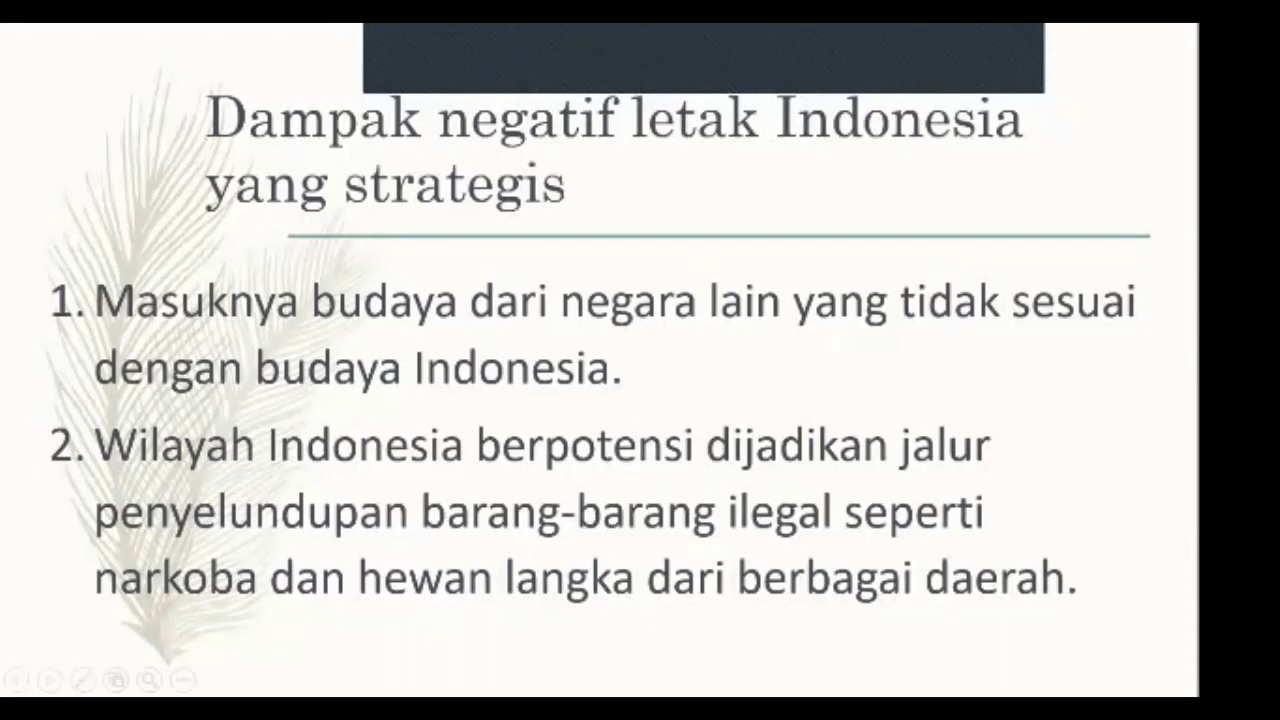 Dampak negatif letak Indonesia
yang strategis
1. Masuknya budaya dari negara lain yang tidak sesuai
dengan budaya Indonesia.
2. Wilayah Indonesia berpotensi dijadikan jalur
penyelundupan barang-barang ilegal seperti
narkoba dan hewan langka dari berbagai daerah.